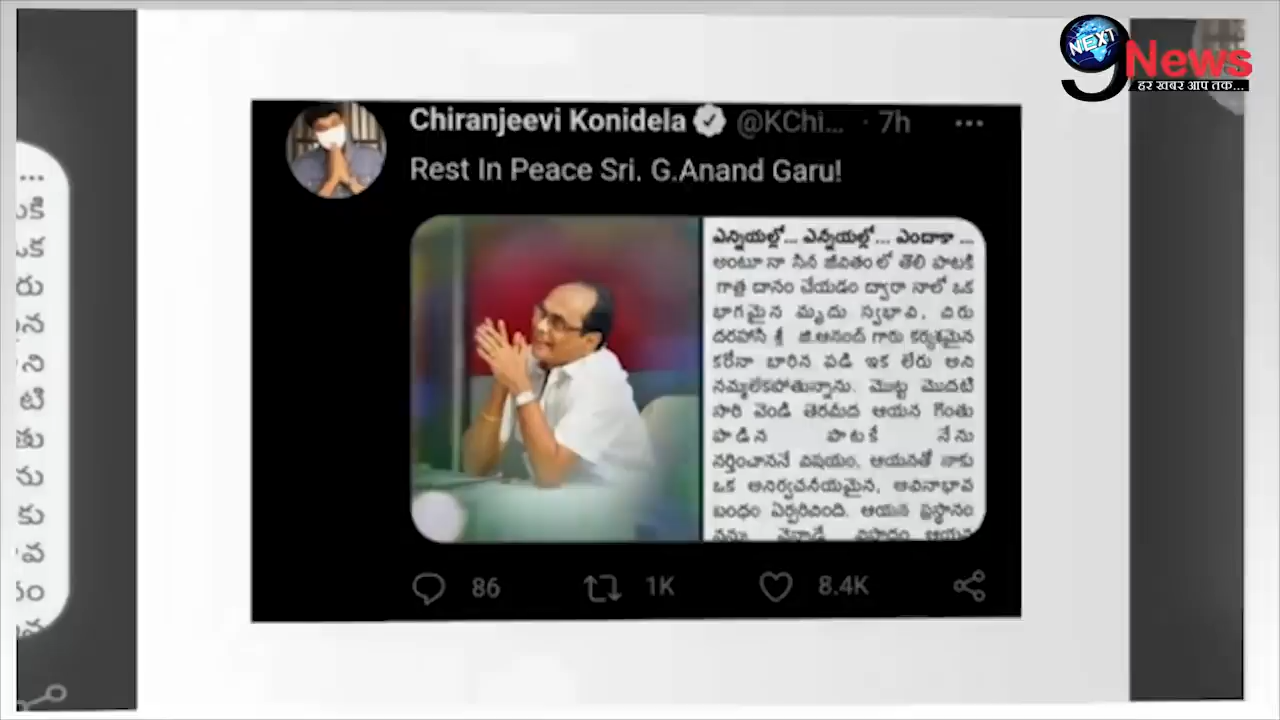 NEXT
9 News
हर खबर आप तक...
Chiranjeevi Konidela @KChi... · 7h ...
Rest In Peace Sri. G.Anand Garu!
ఎన్నియల్లో... ఎన్నియల్లో... ఎందాకా ...
అంటూ నా సినీ జీవితం లో తొలి పాటకి
గాత్ర దానం చేయడం ద్వారా నాలో ఒక
భాగమైన మృదు స్వభావి, చిరు
దరహాసి శ్రీ జి.ఆనంద్ గారు కర్కశమైన
కరోనా బారిన పడి ఇక లేరు అని
నమ్మలేకపోతున్నాను. మొట్ట మొదటి
సారి వెండి తెరమీద ఆయన గొంతు
పాడిన పాటకే నేను
నర్తించాననే విషయం, ఆయనతో నాకు
ఒక అనిర్వచనీయమైన, అవినాభావ
బంధం ఏర్పరిచింది. ఆయన ప్రస్థానం
86 1K 8.4K